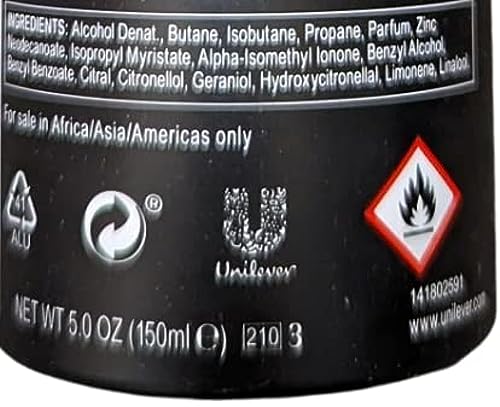 INGREDIENTS: Alcohol Denat., Butane, Isobutane, Propane, Parfum, Zinc
Neodecanoate, Isopropyl Myristate, Alpha-Isomethyl Ionone, Benzyl Alcohol,
Benzyl Benzoate, Citral, Citronellol, Geraniol, Hydroxycitronellal, Limonene, Linalool.
For sale in Africa/Asia/Americas only
41
ALU
®
Unilever
141802591
www.unilever.com
NET WT 5.0 OZ (150ml ℮) 210 3